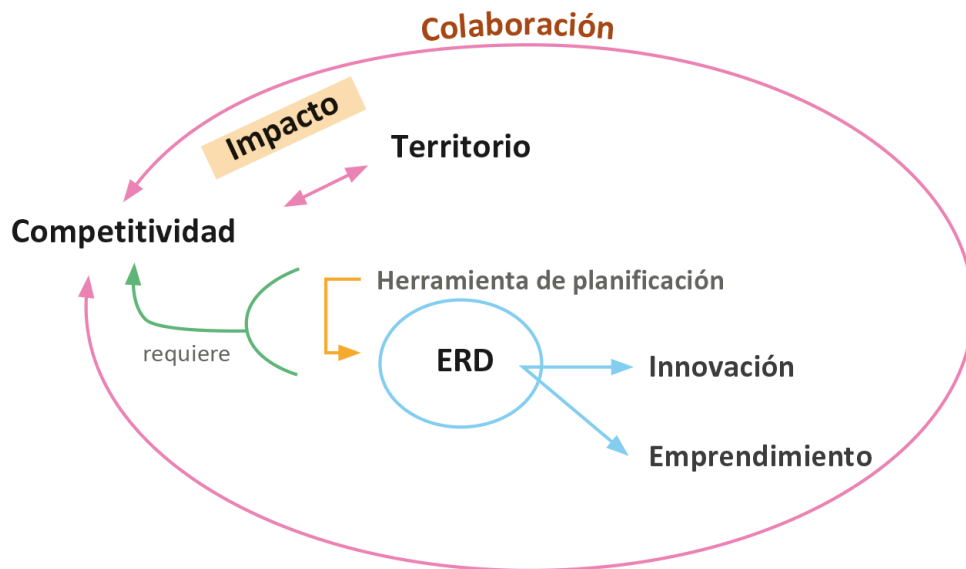 Colaboración
Impacto
Territorio
Competitividad
Herramienta de planificación
requiere
ERD
Innovación
Emprendimiento